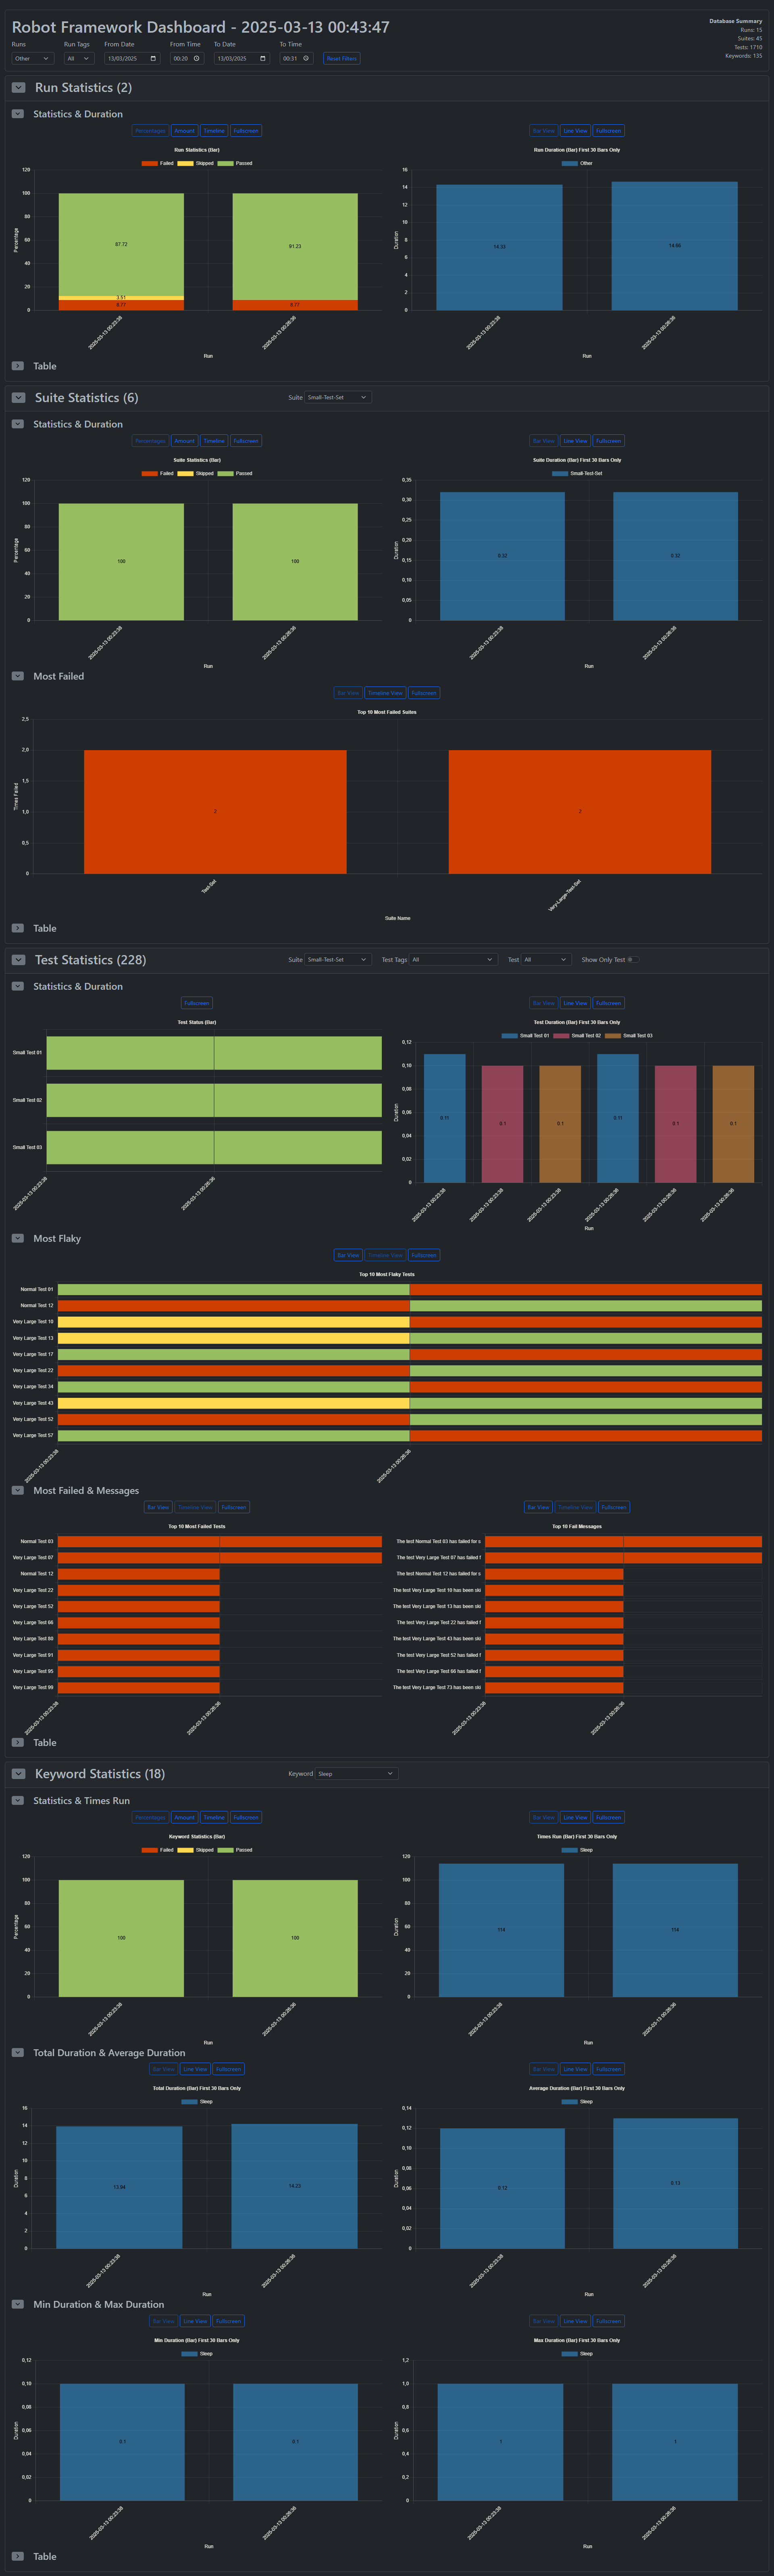 Robot Framework Dashboard - 2025-03-13 00:43:47
Database Summary
Runs: 15
Suites: 45
Tests: 1710
Keywords: 135
Runs Run Tags From Date From Time To Date To Time
Other All 13/03/2025 00:20 13/03/2025 00:31 Reset Filters
Run Statistics (2)
Statistics & Duration
Percentages Amount Timeline Fullscreen
Bar View Line View Fullscreen
Run Statistics (Bar)
Run Duration (Bar) First 30 Bars Only
Failed Skipped Passed
Other
120
100
80
60
40
20
0
Percentage
87.72
3.51
8.77
91.23
8.77
2025-03-13 00:23:38
2025-03-13 00:26:36
Run
16
14
12
10
8
6
4
2
0
Duration
14.33
14.66
2025-03-13 00:23:38
2025-03-13 00:26:36
Run
Table
Suite Statistics (6)
Suite Small-Test-Set
Statistics & Duration
Percentages Amount Timeline Fullscreen
Bar View Line View Fullscreen
Suite Statistics (Bar)
Suite Duration (Bar) First 30 Bars Only
Failed Skipped Passed
Small-Test-Set
120
100
80
60
40
20
0
Percentage
100
100
2025-03-13 00:23:38
2025-03-13 00:26:36
Run
0,35
0,30
0,25
0,20
0,15
0,10
0,05
0
Duration
0.32
0.32
2025-03-13 00:23:38
2025-03-13 00:26:36
Run
Most Failed
Bar View Timeline View Fullscreen
Top 10 Most Failed Suites
2,5
2,0
1,5
1,0
0,5
0
Times Failed
2
2
Test-Set
Very-Large-Test-Set
Suite Name
Table
Test Statistics (228)
Suite Small-Test-Set Test Tags All Test All Show Only Test
Statistics & Duration
Fullscreen
Bar View Line View Fullscreen
Test Status (Bar)
Test Duration (Bar) First 30 Bars Only
Small Test 01 Small Test 02 Small Test 03
Small Test 01
Small Test 02
Small Test 03
2025-03-13 00:23:38
2025-03-13 00:26:36
0,12
0,10
0,08
0,06
0,04
0,02
0
Duration
0.11
0.1
0.1
0.11
0.1
0.1
2025-03-13 00:23:38
2025-03-13 00:23:38
2025-03-13 00:23:38
2025-03-13 00:26:36
2025-03-13 00:26:36
2025-03-13 00:26:36
Run
Most Flaky
Bar View Timeline View Fullscreen
Top 10 Most Flaky Tests
Normal Test 01
Normal Test 12
Very Large Test 10
Very Large Test 13
Very Large Test 17
Very Large Test 22
Very Large Test 34
Very Large Test 43
Very Large Test 52
Very Large Test 57
2025-03-13 00:23:38
2025-03-13 00:26:36
Most Failed & Messages
Bar View Timeline View Fullscreen
Bar View Timeline View Fullscreen
Top 10 Most Failed Tests
Top 10 Fail Messages
Normal Test 03
Very Large Test 07
Normal Test 12
Very Large Test 22
Very Large Test 52
Very Large Test 66
Very Large Test 80
Very Large Test 91
Very Large Test 95
Very Large Test 99
2025-03-13 00:23:38
2025-03-13 00:26:36
The test Normal Test 03 has failed for s
The test Very Large Test 07 has failed f
The test Normal Test 12 has failed for s
The test Very Large Test 10 has been ski
The test Very Large Test 13 has been ski
The test Very Large Test 22 has failed f
The test Very Large Test 43 has been ski
The test Very Large Test 52 has failed f
The test Very Large Test 66 has failed f
The test Very Large Test 73 has been ski
2025-03-13 00:23:38
2025-03-13 00:26:36
Table
Keyword Statistics (18)
Keyword Sleep
Statistics & Times Run
Percentages Amount Timeline Fullscreen
Bar View Line View Fullscreen
Keyword Statistics (Bar)
Times Run (Bar) First 30 Bars Only
Failed Skipped Passed
Sleep
120
100
80
60
40
20
0
Percentage
100
100
2025-03-13 00:23:38
2025-03-13 00:26:36
Run
120
100
80
60
40
20
0
Duration
114
114
2025-03-13 00:23:38
2025-03-13 00:26:36
Run
Total Duration & Average Duration
Bar View Line View Fullscreen
Bar View Line View Fullscreen
Total Duration (Bar) First 30 Bars Only
Average Duration (Bar) First 30 Bars Only
Sleep
Sleep
16
14
12
10
8
6
4
2
0
Duration
13.94
14.23
2025-03-13 00:23:38
2025-03-13 00:26:36
Run
0,14
0,12
0,10
0,08
0,06
0,04
0,02
0
Duration
0.12
0.13
2025-03-13 00:23:38
2025-03-13 00:26:36
Run
Min Duration & Max Duration
Bar View Line View Fullscreen
Bar View Line View Fullscreen
Min Duration (Bar) First 30 Bars Only
Max Duration (Bar) First 30 Bars Only
Sleep
Sleep
0,12
0,10
0,08
0,06
0,04
0,02
0
Duration
0.1
0.1
2025-03-13 00:23:38
2025-03-13 00:26:36
Run
1,2
1,0
0,8
0,6
0,4
0,2
0
Duration
1
1
2025-03-13 00:23:38
2025-03-13 00:26:36
Run
Table